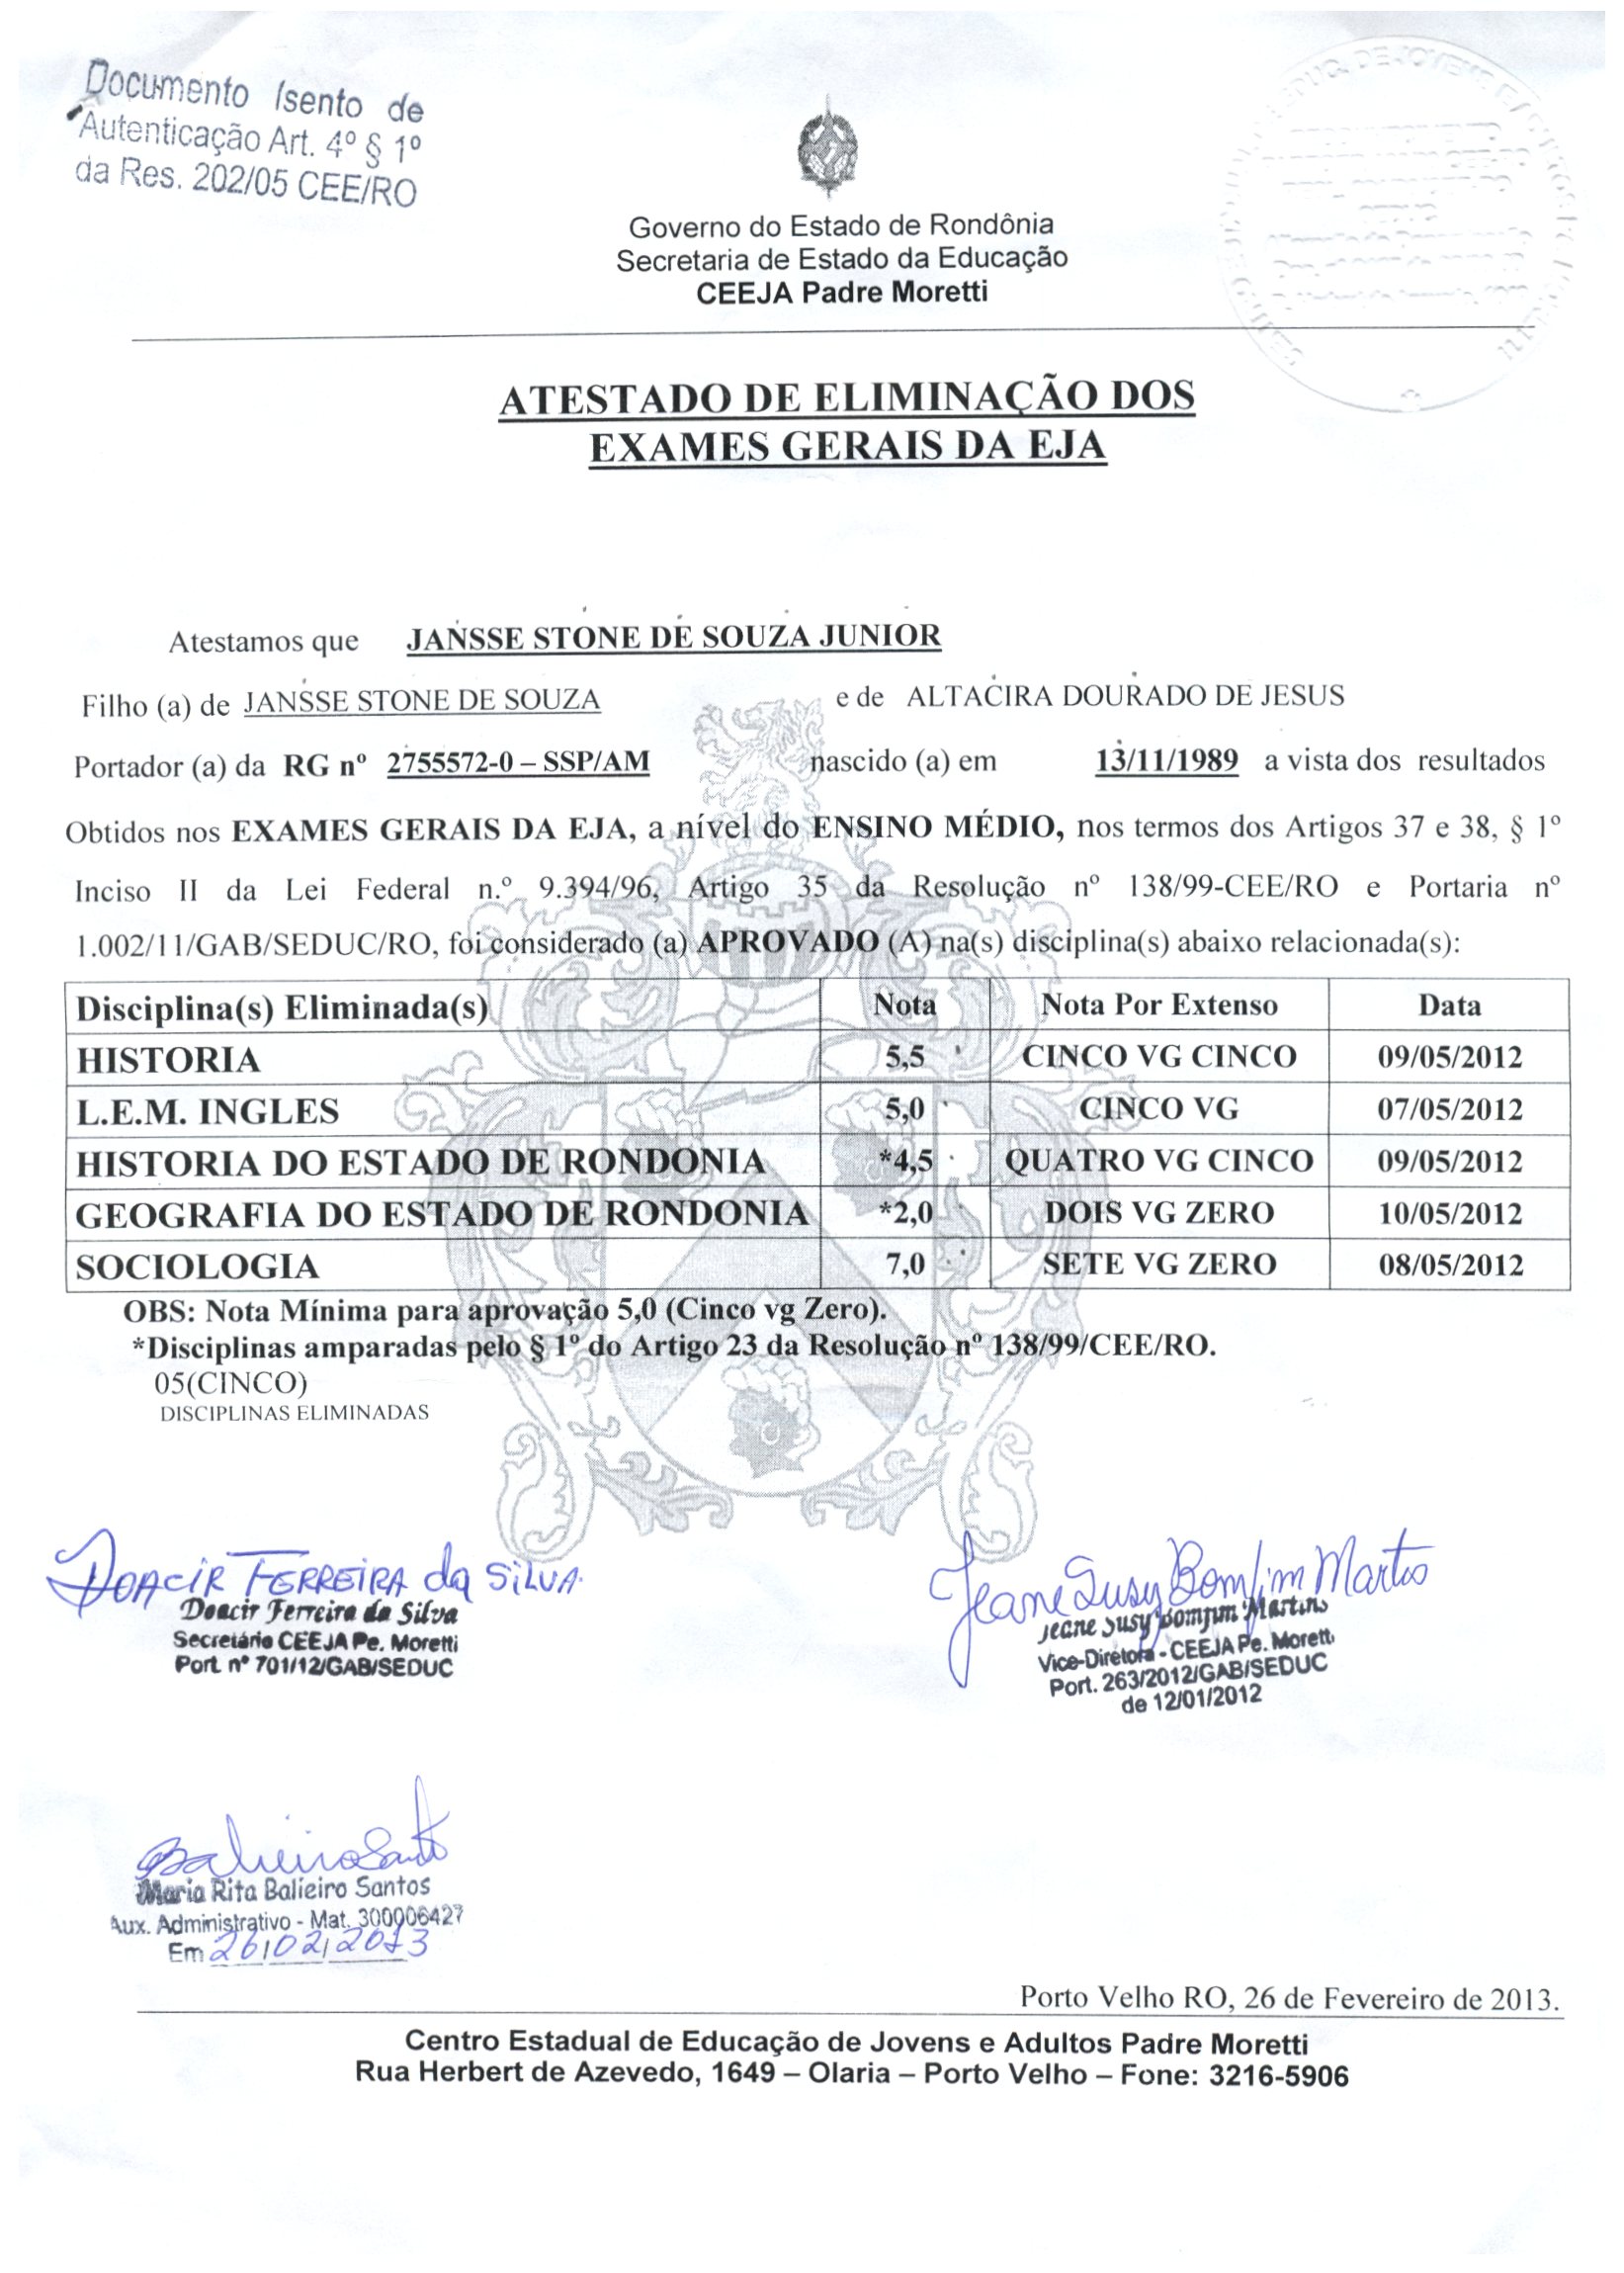 Documento Isento de
Autenticação Art. 4º § 1º
da Res. 202/05 CEE/RO
Governo do Estado de Rondônia
Secretaria de Estado da Educação
CEEJA Padre Moretti
ATESTADO DE ELIMINAÇÃO DOS
EXAMES GERAIS DA EJA
Atestamos que JANSSE STONE DE SOUZA JUNIOR
Filho (a) de JANSSE STONE DE SOUZA e de ALTACIRA DOURADO DE JESUS
Portador (a) da RG nº 2755572-0 – SSP/AM nascido (a) em 13/11/1989 a vista dos resultados
Obtidos nos EXAMES GERAIS DA EJA, a nível do ENSINO MÉDIO, nos termos dos Artigos 37 e 38, § 1º
Inciso II da Lei Federal n.º 9.394/96, Artigo 35 da Resolução nº 138/99-CEE/RO e Portaria nº
1.002/11/GAB/SEDUC/RO, foi considerado (a) APROVADO (A) na(s) disciplina(s) abaixo relacionada(s):
Disciplina(s) Eliminada(s) Nota Nota Por Extenso Data
HISTORIA 5,5 CINCO VG CINCO 09/05/2012
L.E.M. INGLES 5,0 CINCO VG 07/05/2012
HISTORIA DO ESTADO DE RONDONIA *4,5 QUATRO VG CINCO 09/05/2012
GEOGRAFIA DO ESTADO DE RONDONIA *2,0 DOIS VG ZERO 10/05/2012
SOCIOLOGIA 7,0 SETE VG ZERO 08/05/2012
OBS: Nota Mínima para aprovação 5,0 (Cinco vg Zero).
*Disciplinas amparadas pelo § 1º do Artigo 23 da Resolução nº 138/99/CEE/RO.
05(CINCO)
DISCIPLINAS ELIMINADAS
DOACIR FERREIRA da SILVA
Doacir Ferreira da Silva
Secretário CEEJA Pe. Moretti
Port. nº 701/12/GAB/SEDUC
Jeane Susy Bomfim Martins
Jeane Susy Bomfim Martins
Vice-Diretora - CEEJA Pe. Moretti
Port. 263/2012/GAB/SEDUC
de 12/01/2012
Balieiro Santos
Maria Rita Balieiro Santos
Aux. Administrativo - Mat. 300006427
Em 26/02/2013
Porto Velho RO, 26 de Fevereiro de 2013.
Centro Estadual de Educação de Jovens e Adultos Padre Moretti
Rua Herbert de Azevedo, 1649 – Olaria – Porto Velho – Fone: 3216-5906